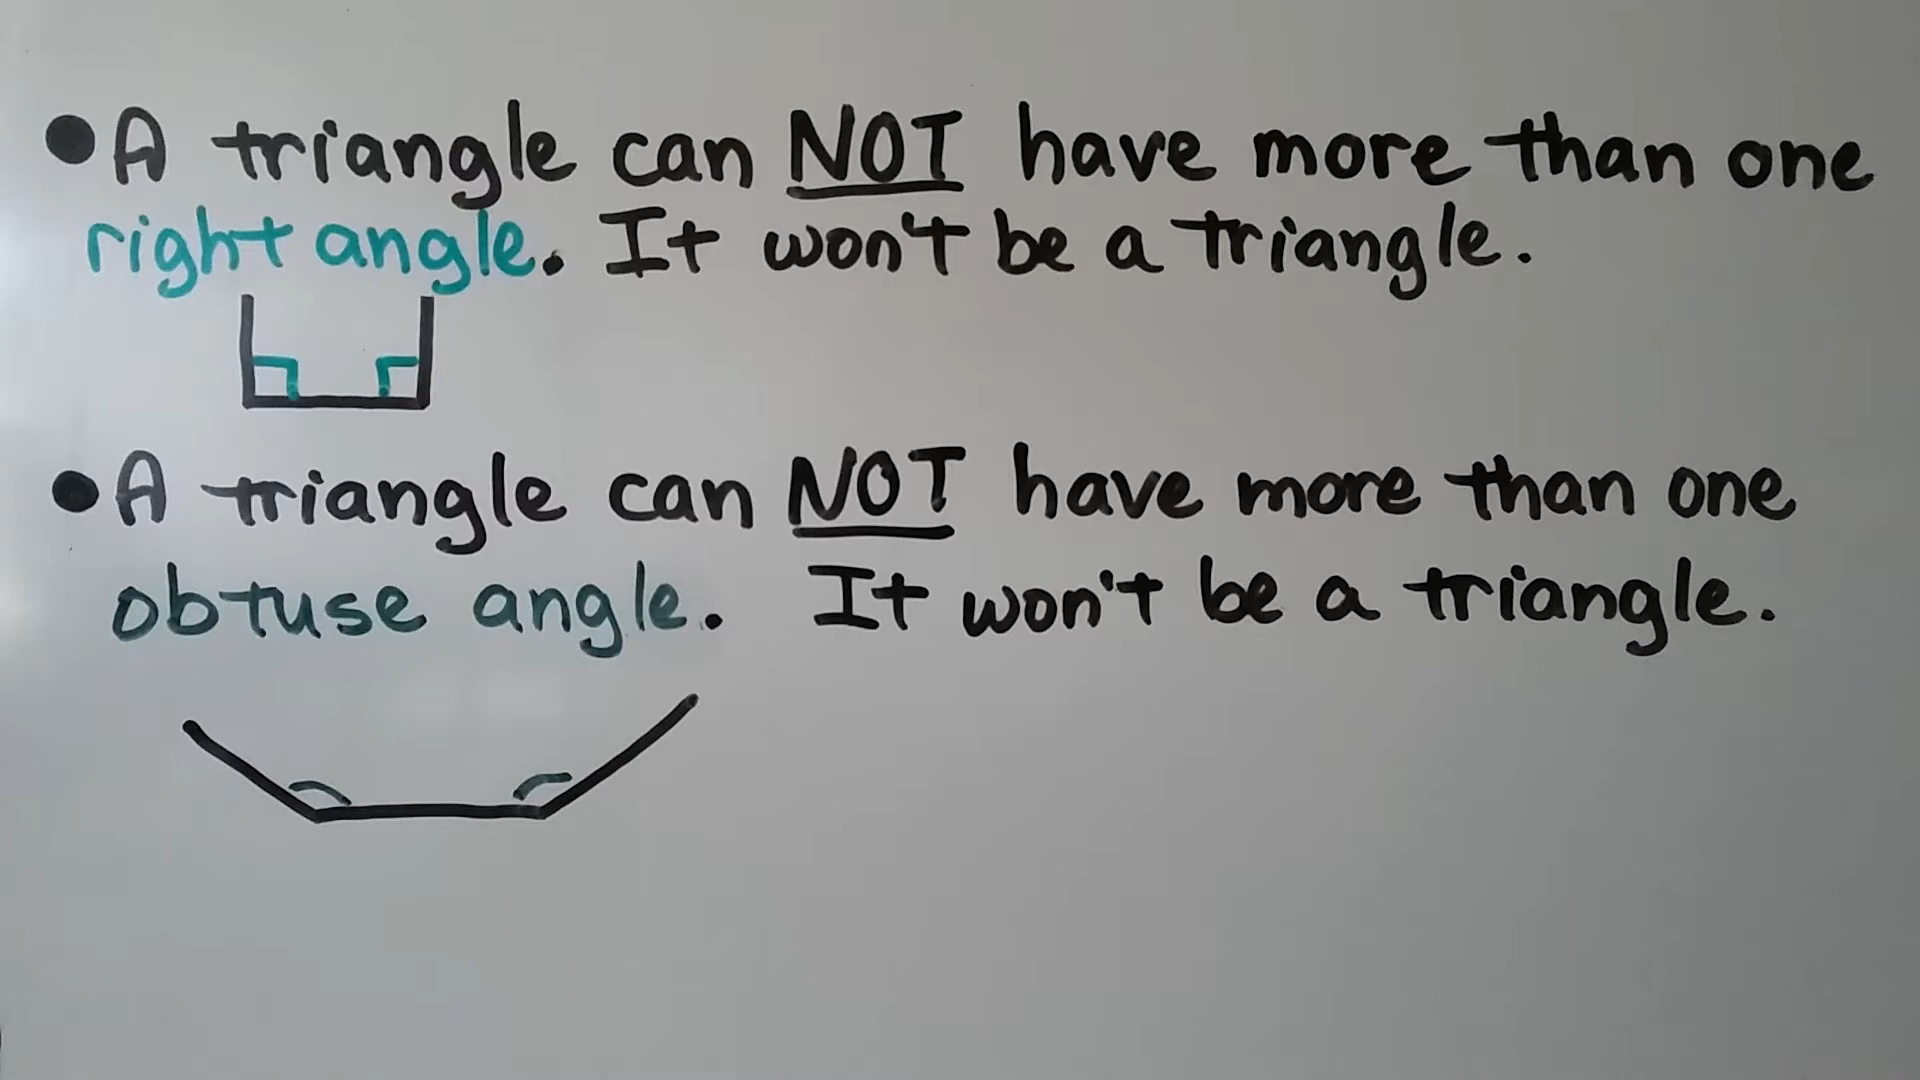 • A triangle can NOT have more than one
right angle. It won't be a triangle.
• A triangle can NOT have more than one
obtuse angle. It won't be a triangle.